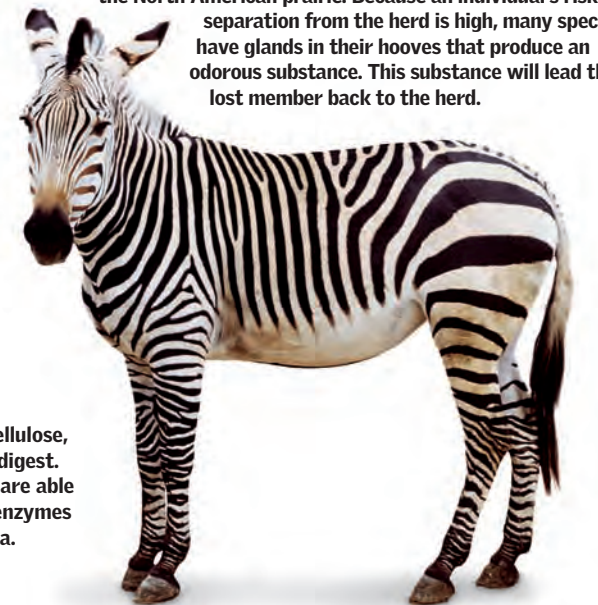 the North American prairie. Because an individual's risk
separation from the herd is high, many spec
have glands in their hooves that produce an
odorous substance. This substance will lead th
lost member back to the herd.
ellulose,
digest.
are able
enzymes
a.